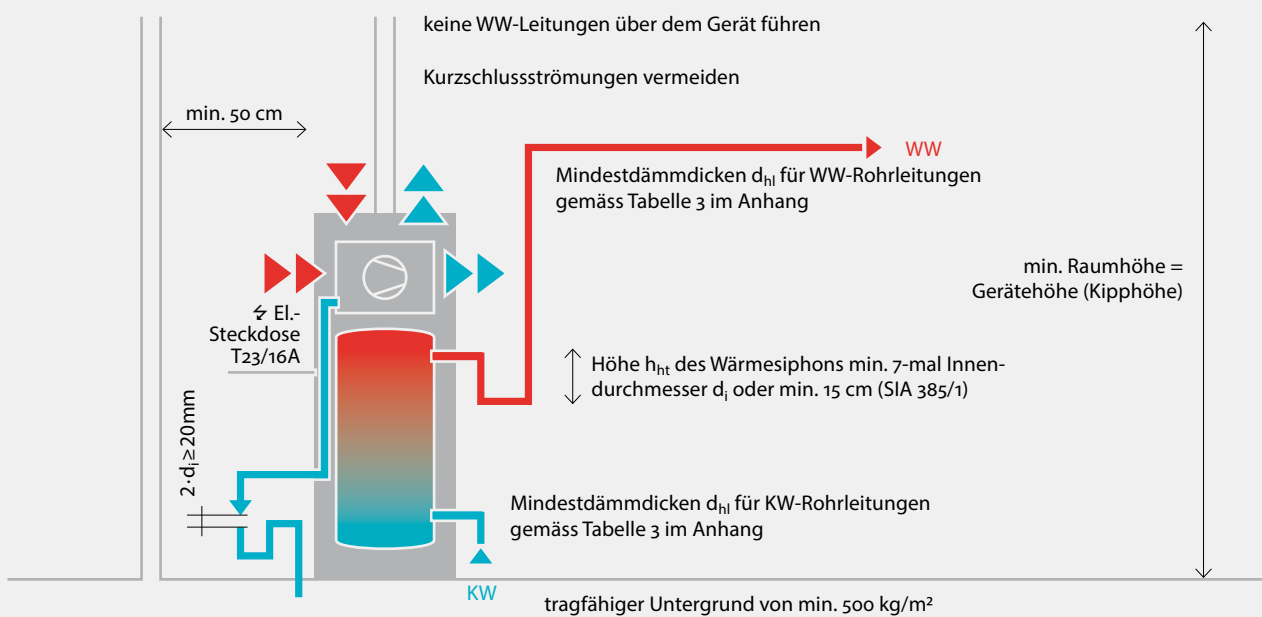 keine WW-Leitungen über dem Gerät führen
Kurzschlussströmungen vermeiden
min. 50 cm
WW
Mindestdämmdicken dₕₗ für WW-Rohrleitungen
gemäss Tabelle 3 im Anhang
min. Raumhöhe =
Gerätehöhe (Kipphöhe)
El.-
Steckdose
T23/16A
Höhe hₕₜ des Wärmesiphons min. 7-mal Innen-
durchmesser dᵢ oder min. 15 cm (SIA 385/1)
2·dᵢ≥20mm
Mindestdämmdicken dₕₗ für KW-Rohrleitungen
gemäss Tabelle 3 im Anhang
KW
tragfähiger Untergrund von min. 500 kg/m²